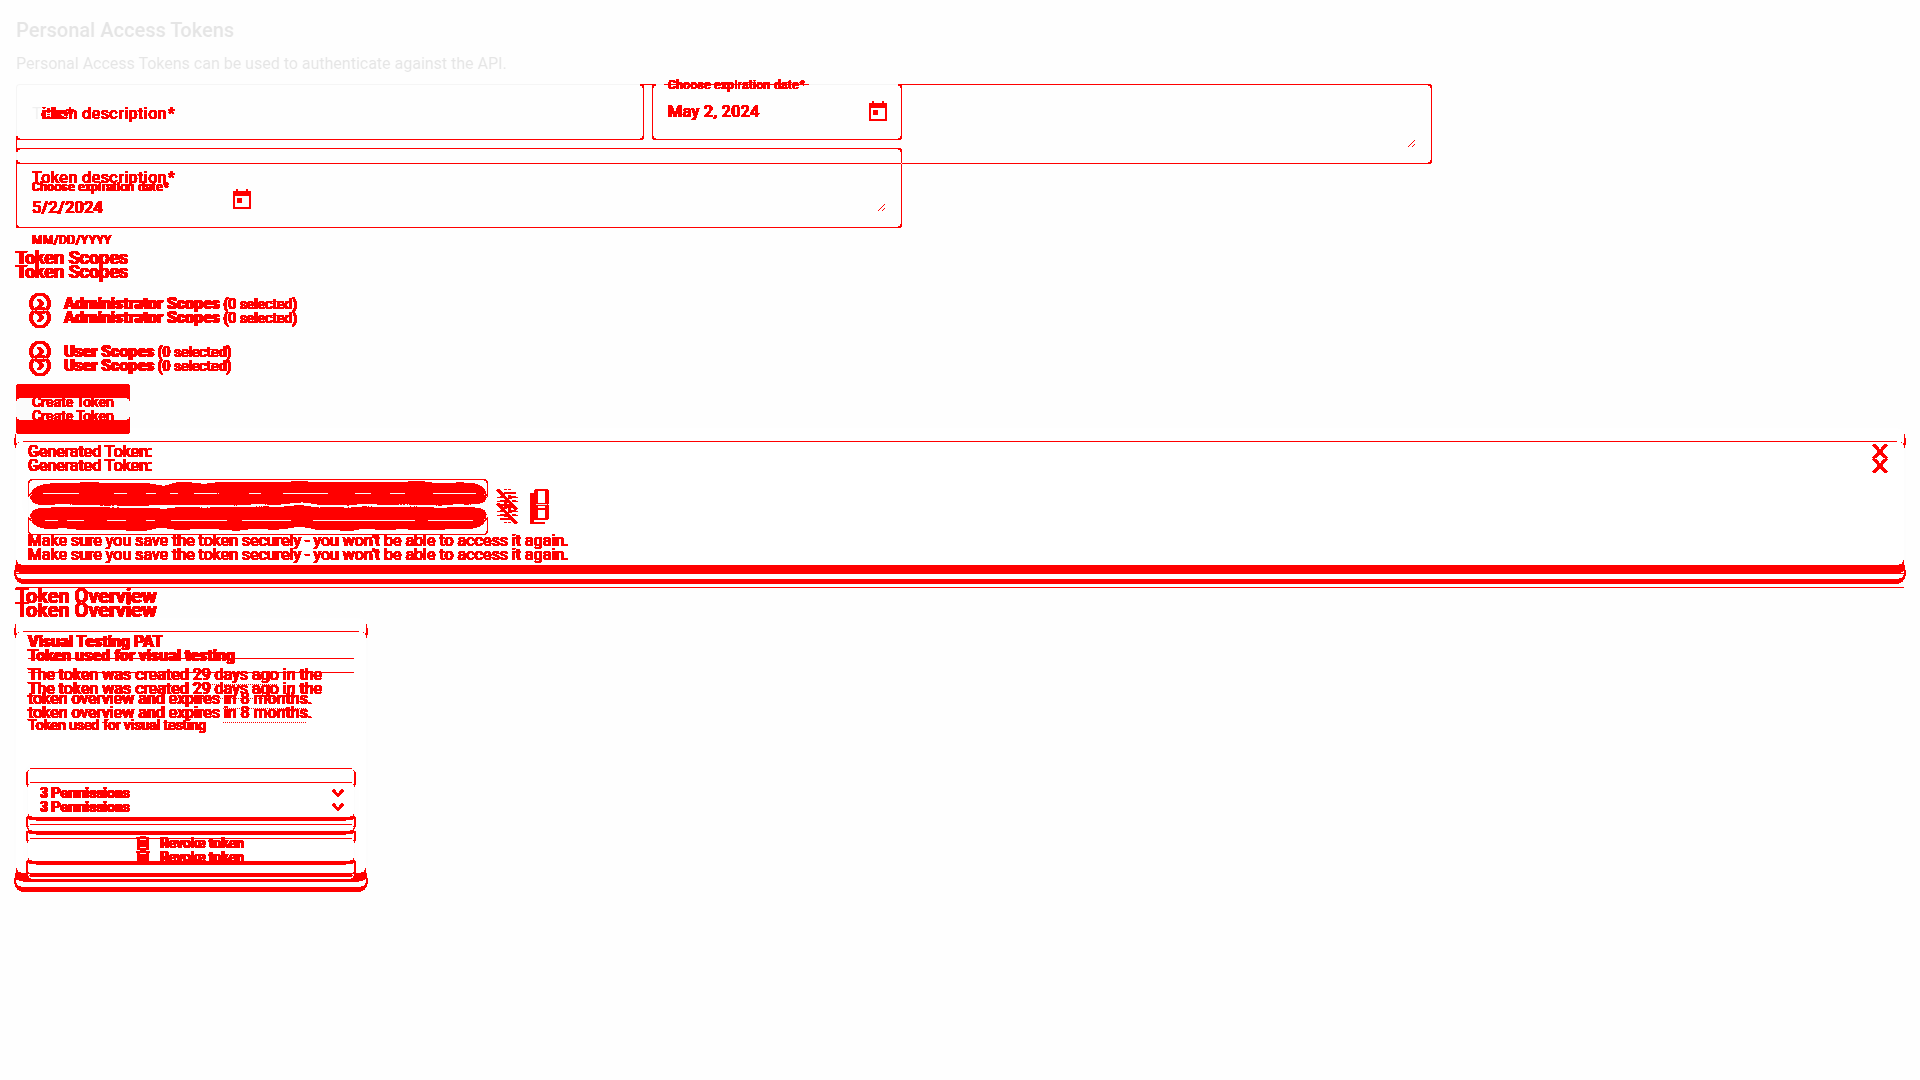 Personal Access Tokens
Personal Access Tokens can be used to authenticate against the API.
Choose expiration date*
description*
May 2, 2024
Token description*
Choose expiration date*
5/2/2024
MM/DD/YYYY
Token Scopes
Token Scopes
Administrator Scopes (0 selected)
Administrator Scopes (0 selected)
User Scopes (0 selected)
User Scopes (0 selected)
Create Token
Create Token
Generated Token:
Generated Token:
Make sure you save the token securely - you won't be able to access it again.
Make sure you save the token securely - you won't be able to access it again.
Token Overview
Token Overview
Visual Testing PAT
Token used for visual testing
The token was created 29 days ago in the
The token was created 29 days ago in the
token overview and expires in 8 months.
token overview and expires in 8 months.
Token used for visual testing
3 Permissions
3 Permissions
Revoke token
Revoke token